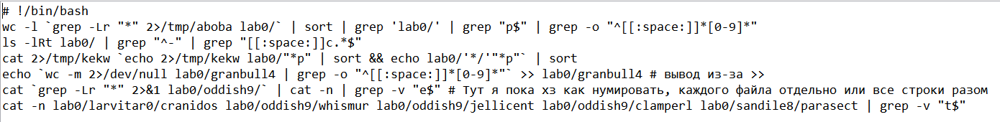 # !/bin/bash
wc -l `grep -Lr "*" 2>/tmp/aboba lab0/` | sort | grep 'lab0/' | grep "p$" | grep -o "^[[:space:]]*[0-9]*"
ls -lRt lab0/ | grep "^-" | grep "[[:space:]]c.*$"
cat 2>/tmp/kekw `echo 2>/tmp/kekw lab0/"*p" | sort && echo lab0/'*/'"*p"` | sort
echo `wc -m 2>/dev/null lab0/granbull4 | grep -o "^[[:space:]]*[0-9]*"` >> lab0/granbull4 # вывод из-за >>
cat `grep -Lr "*" 2>&1 lab0/oddish9/` | cat -n | grep -v "e$" # Тут я пока хз как нумировать, каждого файла отдельно или все строки разом
cat -n lab0/larvitar0/cranidos lab0/oddish9/whismur lab0/oddish9/jellicent lab0/oddish9/clamperl lab0/sandile8/parasect | grep -v "t$"